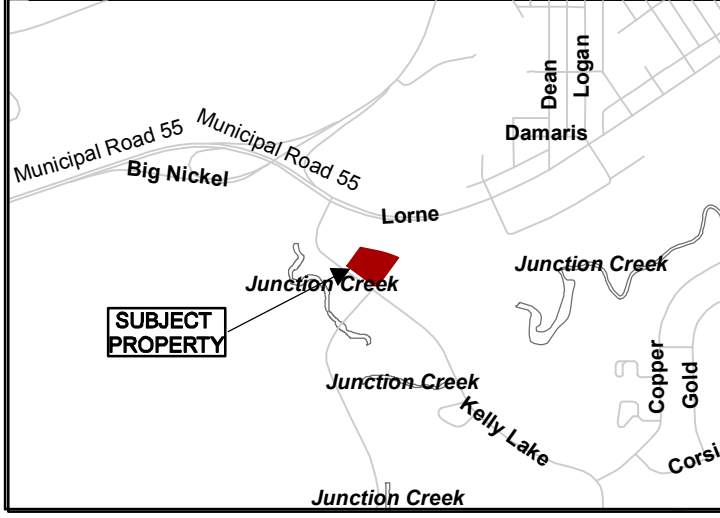 Dean
Logan
Damaris
Municipal Road 55
Municipal Road 55
Big Nickel
Lorne
Junction Creek
Junction Creek
SUBJECT
PROPERTY
Copper
Gold
Junction Creek
Kelly Lake
Corsi
Junction Creek